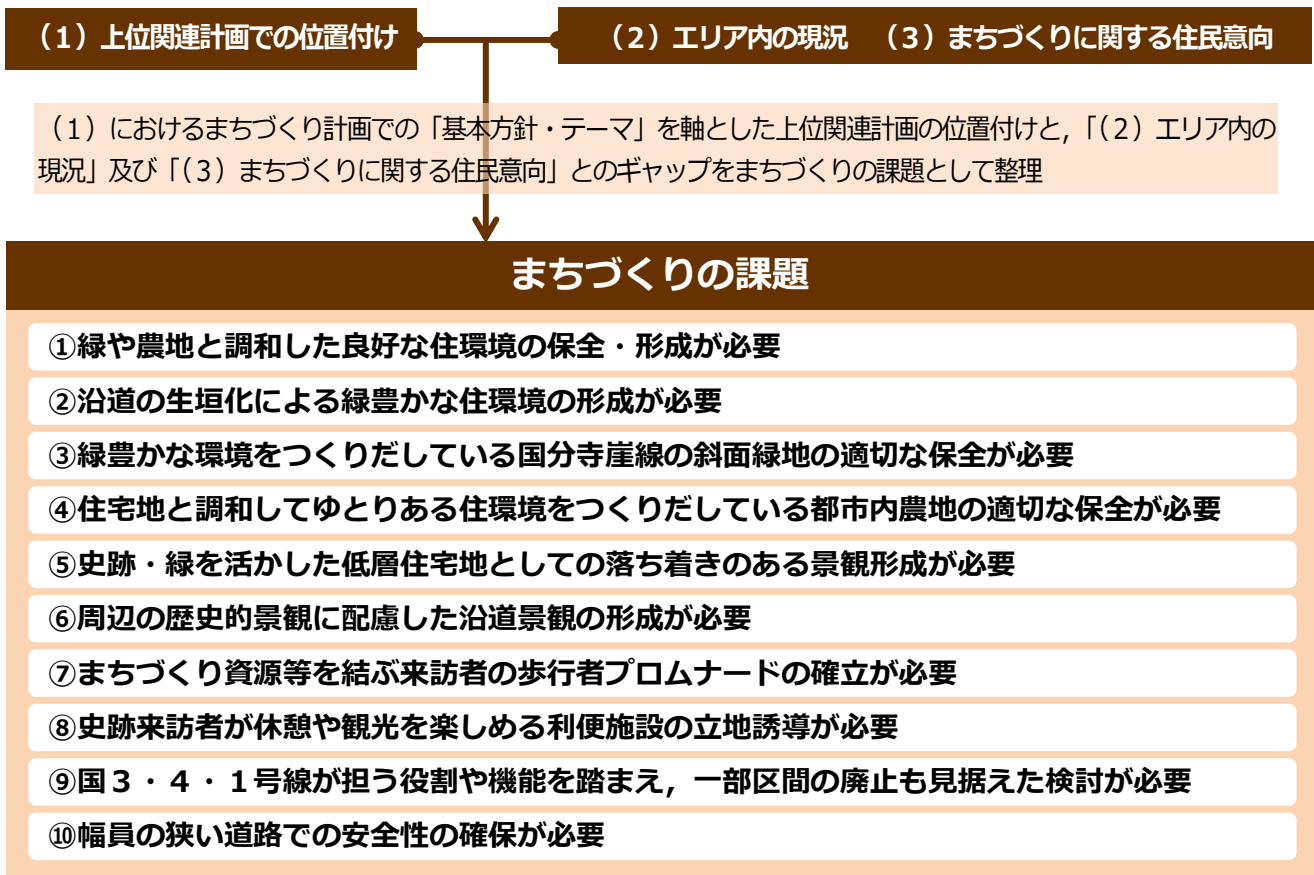 （１）上位関連計画での位置付け
（２）エリア内の現況　（３）まちづくりに関する住民意向
（１）におけるまちづくり計画での「基本方針・テーマ」を軸とした上位関連計画の位置付けと，「（２）エリア内の
現況」及び「（３）まちづくりに関する住民意向」とのギャップをまちづくりの課題として整理
まちづくりの課題
①緑や農地と調和した良好な住環境の保全・形成が必要
②沿道の生垣化による緑豊かな住環境の形成が必要
③緑豊かな環境をつくりだしている国分寺崖線の斜面緑地の適切な保全が必要
④住宅地と調和してゆとりある住環境をつくりだしている都市内農地の適切な保全が必要
⑤史跡・緑を活かした低層住宅地としての落ち着きのある景観形成が必要
⑥周辺の歴史的景観に配慮した沿道景観の形成が必要
⑦まちづくり資源等を結ぶ来訪者の歩行者プロムナードの確立が必要
⑧史跡来訪者が休憩や観光を楽しめる利便施設の立地誘導が必要
⑨国３・４・１号線が担う役割や機能を踏まえ，一部区間の廃止も見据えた検討が必要
⑩幅員の狭い道路での安全性の確保が必要